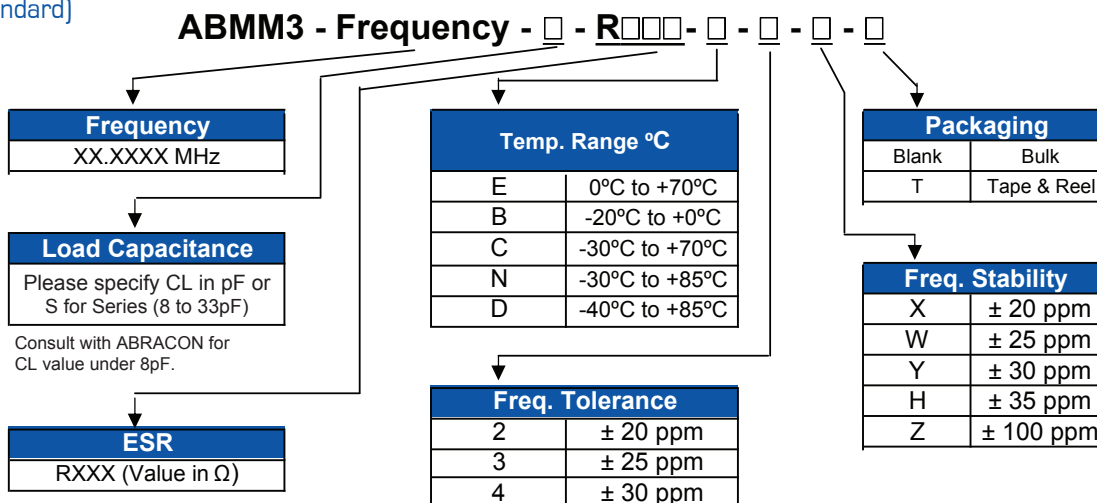 ndard)
ABMM3 - Frequency - □ - R□□□- □ - □ - □ - □
Frequency
XX.XXXX MHz
Load Capacitance
Please specify CL in pF or
S for Series (8 to 33pF)
Consult with ABRACON for
CL value under 8pF.
ESR
RXXX (Value in Ω)
Temp. Range ºC
E 0ºC to +70ºC
B -20ºC to +0ºC
C -30ºC to +70ºC
N -30ºC to +85ºC
D -40ºC to +85ºC
Freq. Tolerance
2 ± 20 ppm
3 ± 25 ppm
4 ± 30 ppm
Packaging
Blank Bulk
T Tape & Reel
Freq. Stability
X ± 20 ppm
W ± 25 ppm
Y ± 30 ppm
H ± 35 ppm
Z ± 100 ppm